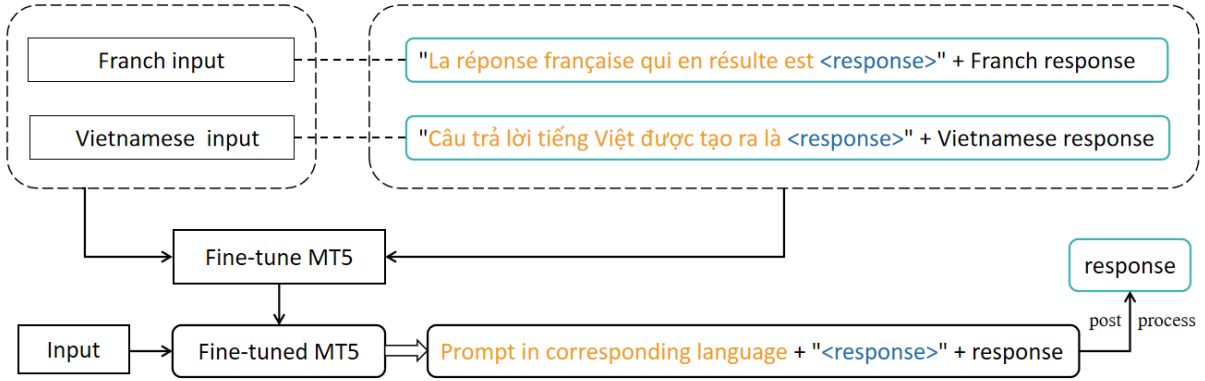 Franch input
"La réponse française qui en résulte est <response>" + Franch response
Vietnamese input
"Câu trả lời tiếng Việt được tạo ra là <response>" + Vietnamese response
Fine-tune MT5
response
post process
Input
Fine-tuned MT5
Prompt in corresponding language + "<response>" + response